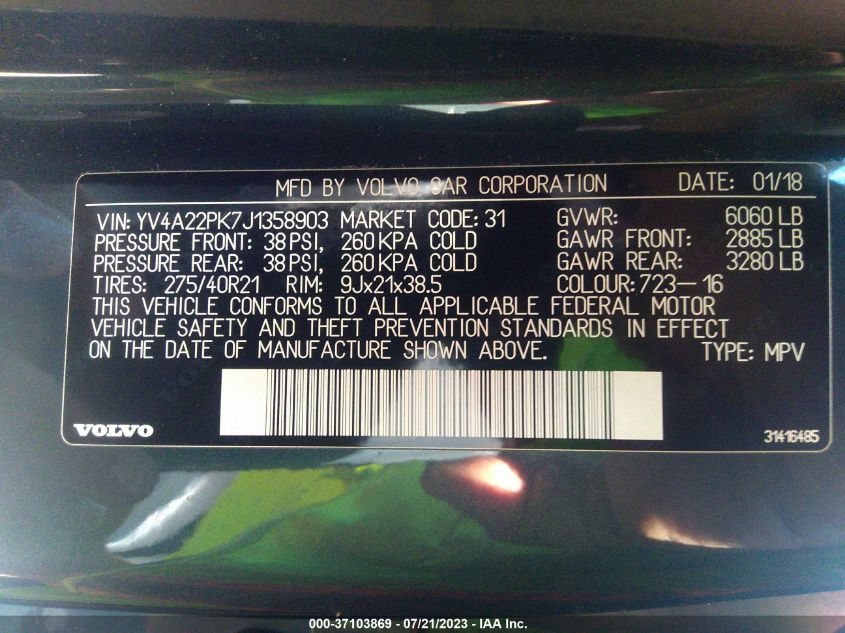 MFD BY VOLVO CAR CORPORATION DATE: 01/18
VIN: YV4A22PK7J1358903 MARKET CODE: 31 GVWR: 6060 LB
PRESSURE FRONT: 38 PSI, 260 KPA COLD GAWR FRONT: 2885 LB
PRESSURE REAR: 38 PSI, 260 KPA COLD GAWR REAR: 3280 LB
TIRES: 275/40R21 RIM: 9Jx21x38.5 COLOUR: 723-16
THIS VEHICLE CONFORMS TO ALL APPLICABLE FEDERAL MOTOR
VEHICLE SAFETY AND THEFT PREVENTION STANDARDS IN EFFECT
ON THE DATE OF MANUFACTURE SHOWN ABOVE. TYPE: MPV
VOLVO 31416485
000-37103869 - 07/21/2023 - IAA Inc.